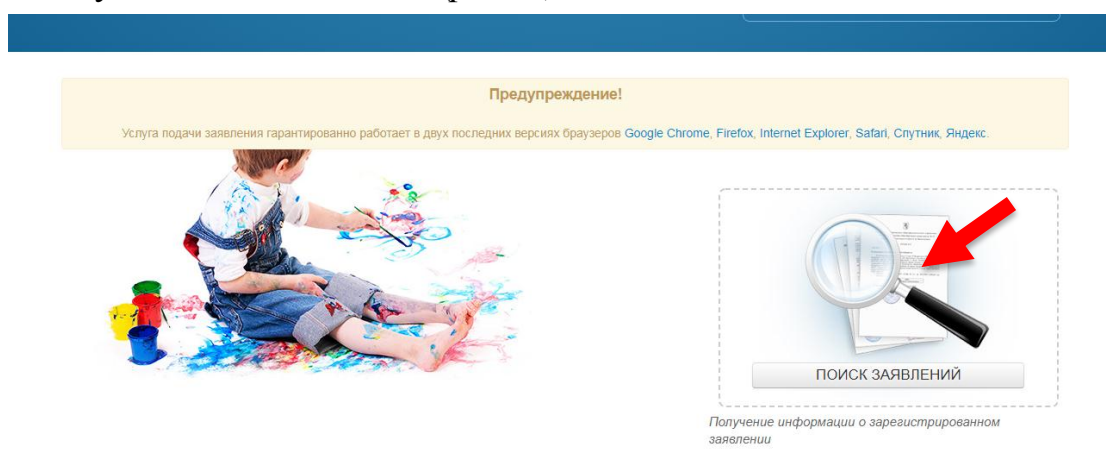 Предупреждение!
Услуга подачи заявления гарантированно работает в двух последних версиях браузеров Google Chrome, Firefox, Internet Explorer, Safari, Спутник, Яндекс.
ПОИСК ЗАЯВЛЕНИЙ
Получение информации о зарегистрированном
заявлении